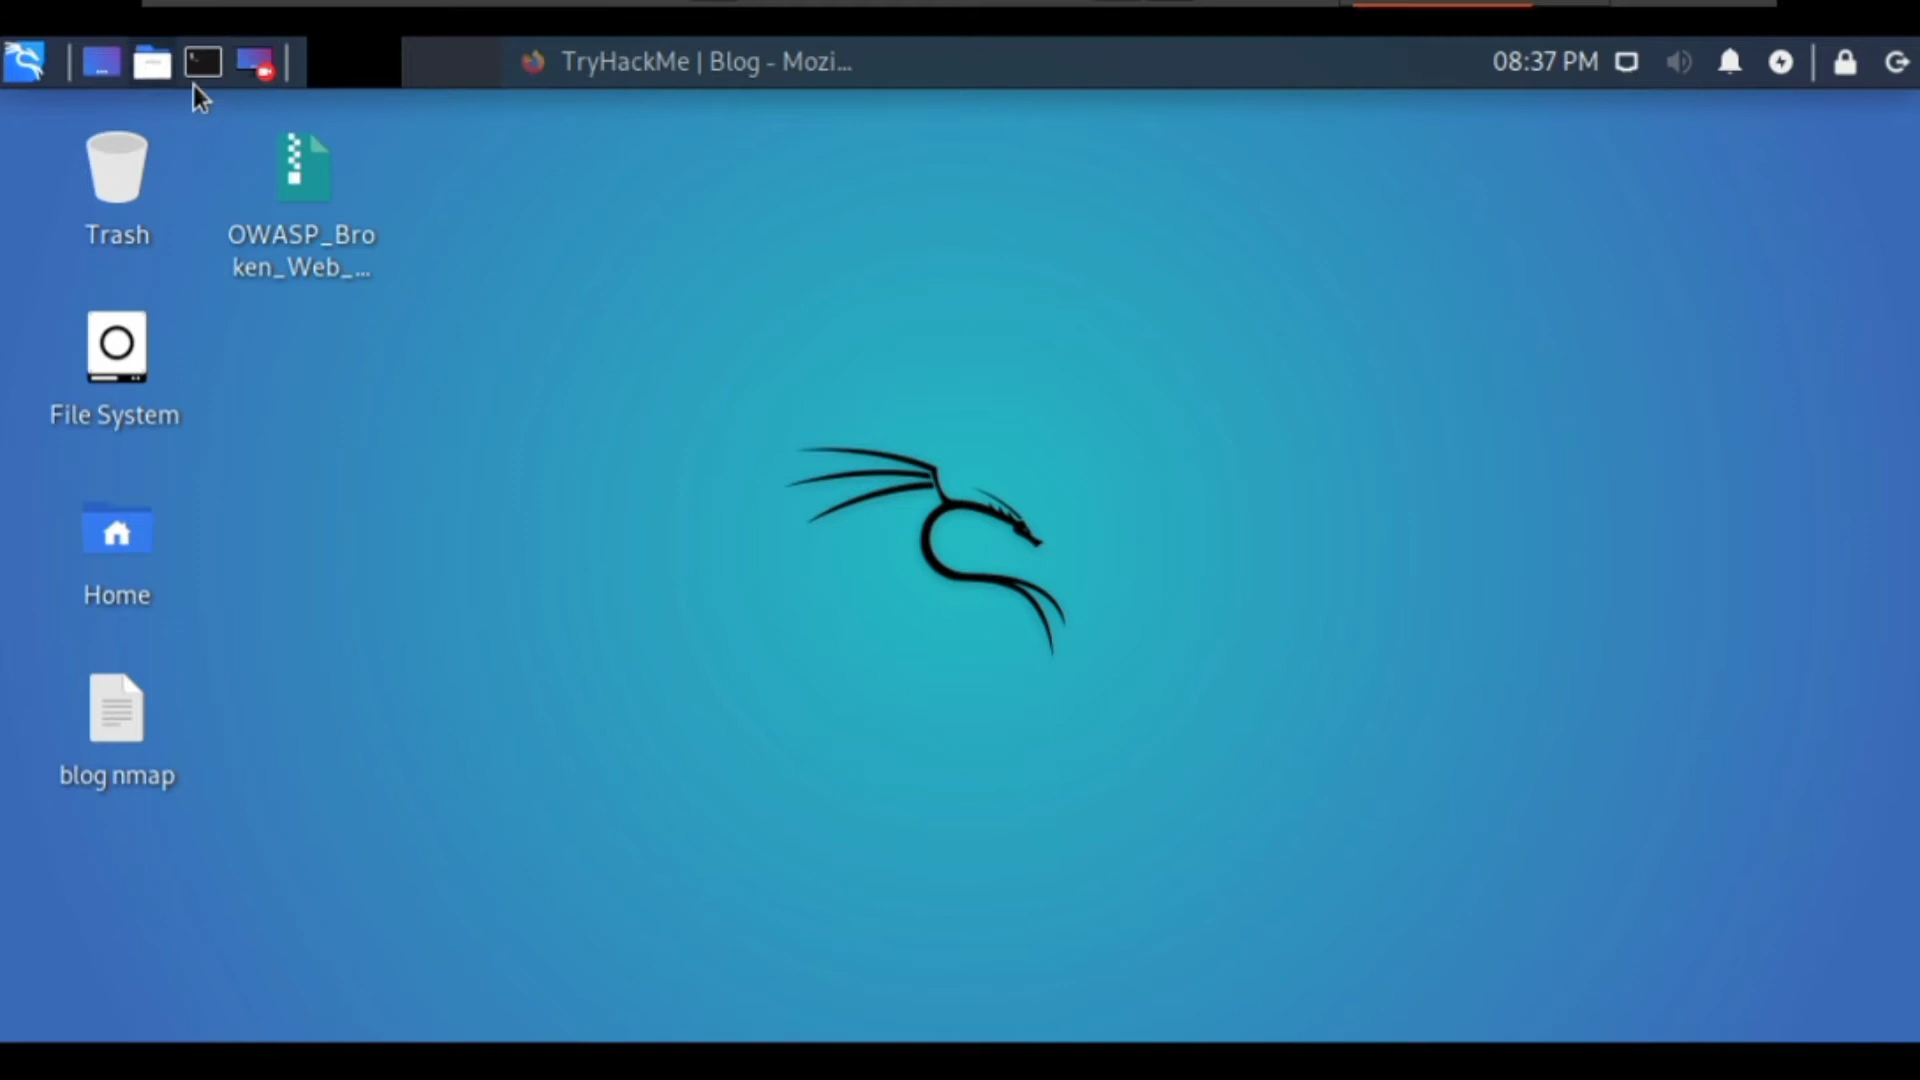 TryHackMe | Blog - Mozi...
08:37 PM
Trash
OWASP_Bro
ken_Web_...
File System
Home
blog nmap